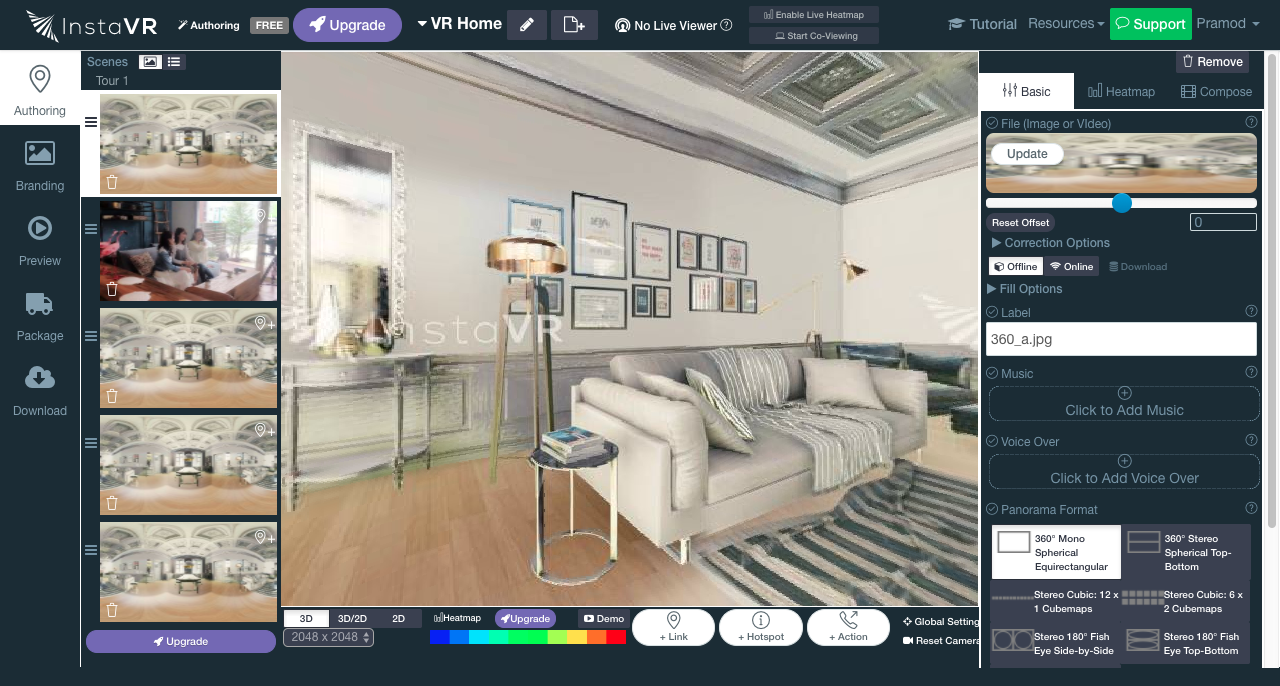 InstaVR
Authoring
FREE
Upgrade
VR Home
No Live Viewer
Enable Live Heatmap
Start Co-Viewing
Tutorial
Resources
Support
Pramod
Authoring
Branding
Preview
Package
Download
Scenes
Tour 1
Upgrade
InstaVR
3D
3D/2D
2D
2048 x 2048
Heatmap
Upgrade
Demo
+ Link
+ Hotspot
+ Action
Global Setting
Reset Camera
Remove
Basic
Heatmap
Compose
File (Image or VIdeo)
Update
Reset Offset
0
Correction Options
Offline
Online
Download
Fill Options
Label
360_a.jpg
Music
Click to Add Music
Voice Over
Click to Add Voice Over
Panorama Format
360° Mono
Spherical
Equirectangular
360° Stereo
Spherical Top-
Bottom
Stereo Cubic: 12 x
1 Cubemaps
Stereo Cubic: 6 x
2 Cubemaps
Stereo 180° Fish
Eye Side-by-Side
Stereo 180° Fish
Eye Top-Bottom